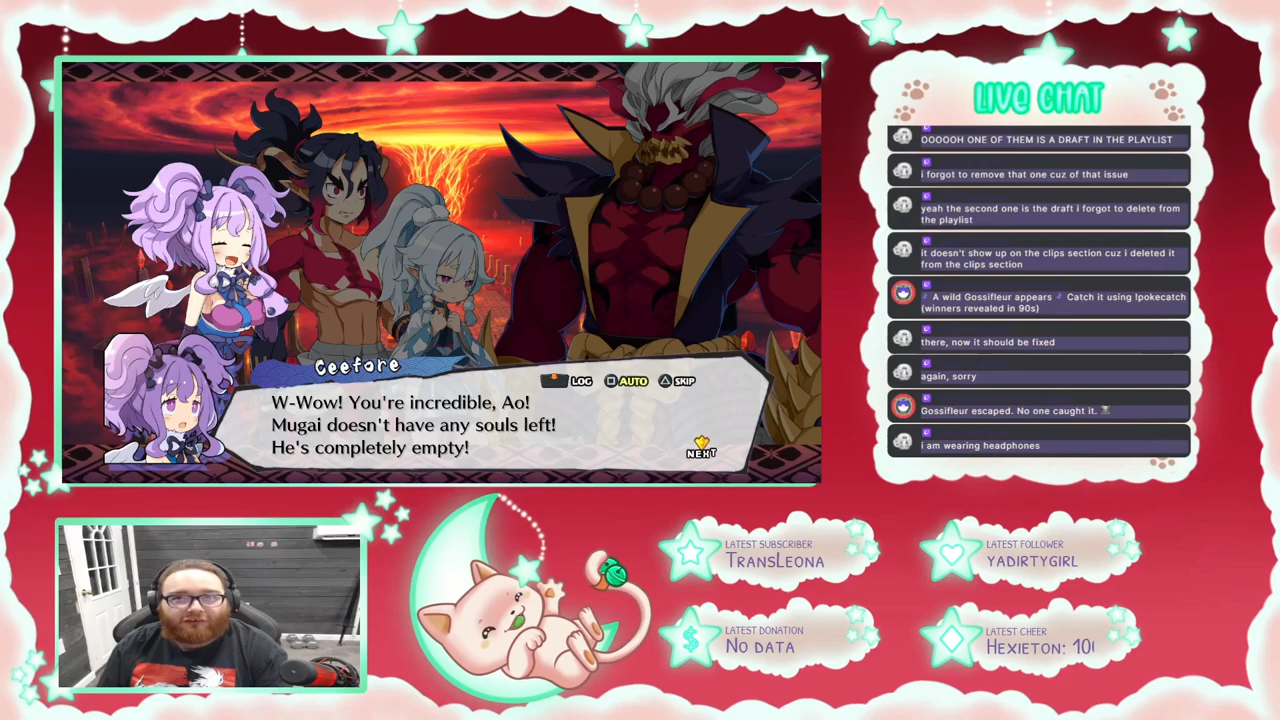 LIVE CHAT
OOOOOH ONE OF THEM IS A DRAFT IN THE PLAYLIST
i forgot to remove that one cuz of that issue
yeah the second one is the draft i forgot to delete from
the playlist
it doesn't show up on the clips section cuz i deleted it
from the clips section
A wild Gossifleur appears Catch it using !pokecatch
(winners revealed in 90s)
there, now it should be fixed
again, sorry
Gossifleur escaped. No one caught it.
i am wearing headphones
Ceefore
LOG AUTO SKIP
W-Wow! You're incredible, Ao!
Mugai doesn't have any souls left!
He's completely empty!
NEXT
LATEST SUBSCRIBER
TransLeona
LATEST FOLLOWER
yadirtygirl
LATEST DONATION
No data
LATEST CHEER
Hexieton: 10